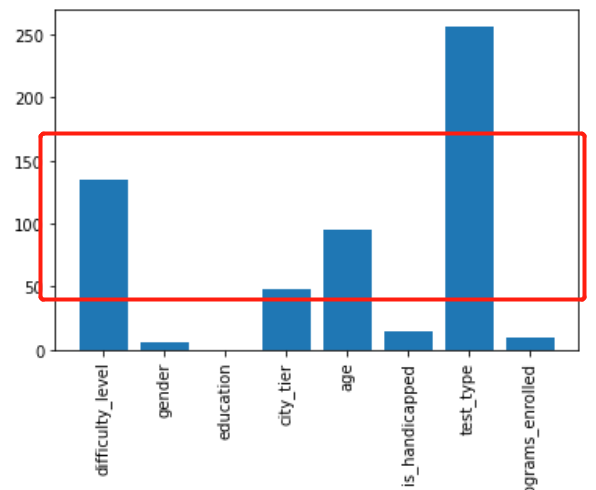 250
200
150
100
50
0
difficulty_level
gender
education
city_tier
age
is_handicapped
test_type
ograms_enrolled